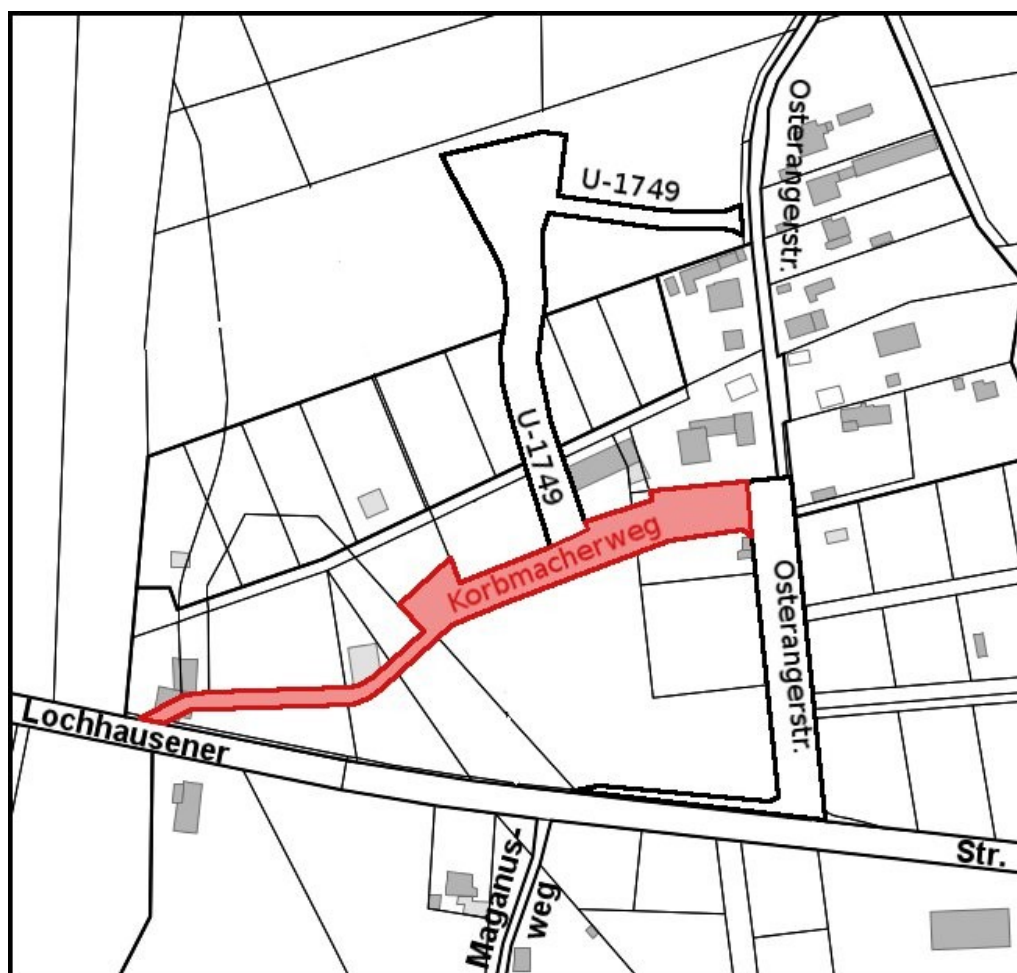 Osterangerstr.
U-1749
U-1749
Korbmacherweg
Osterangerstr.
Lochhausener
Str.
Maganus-
weg